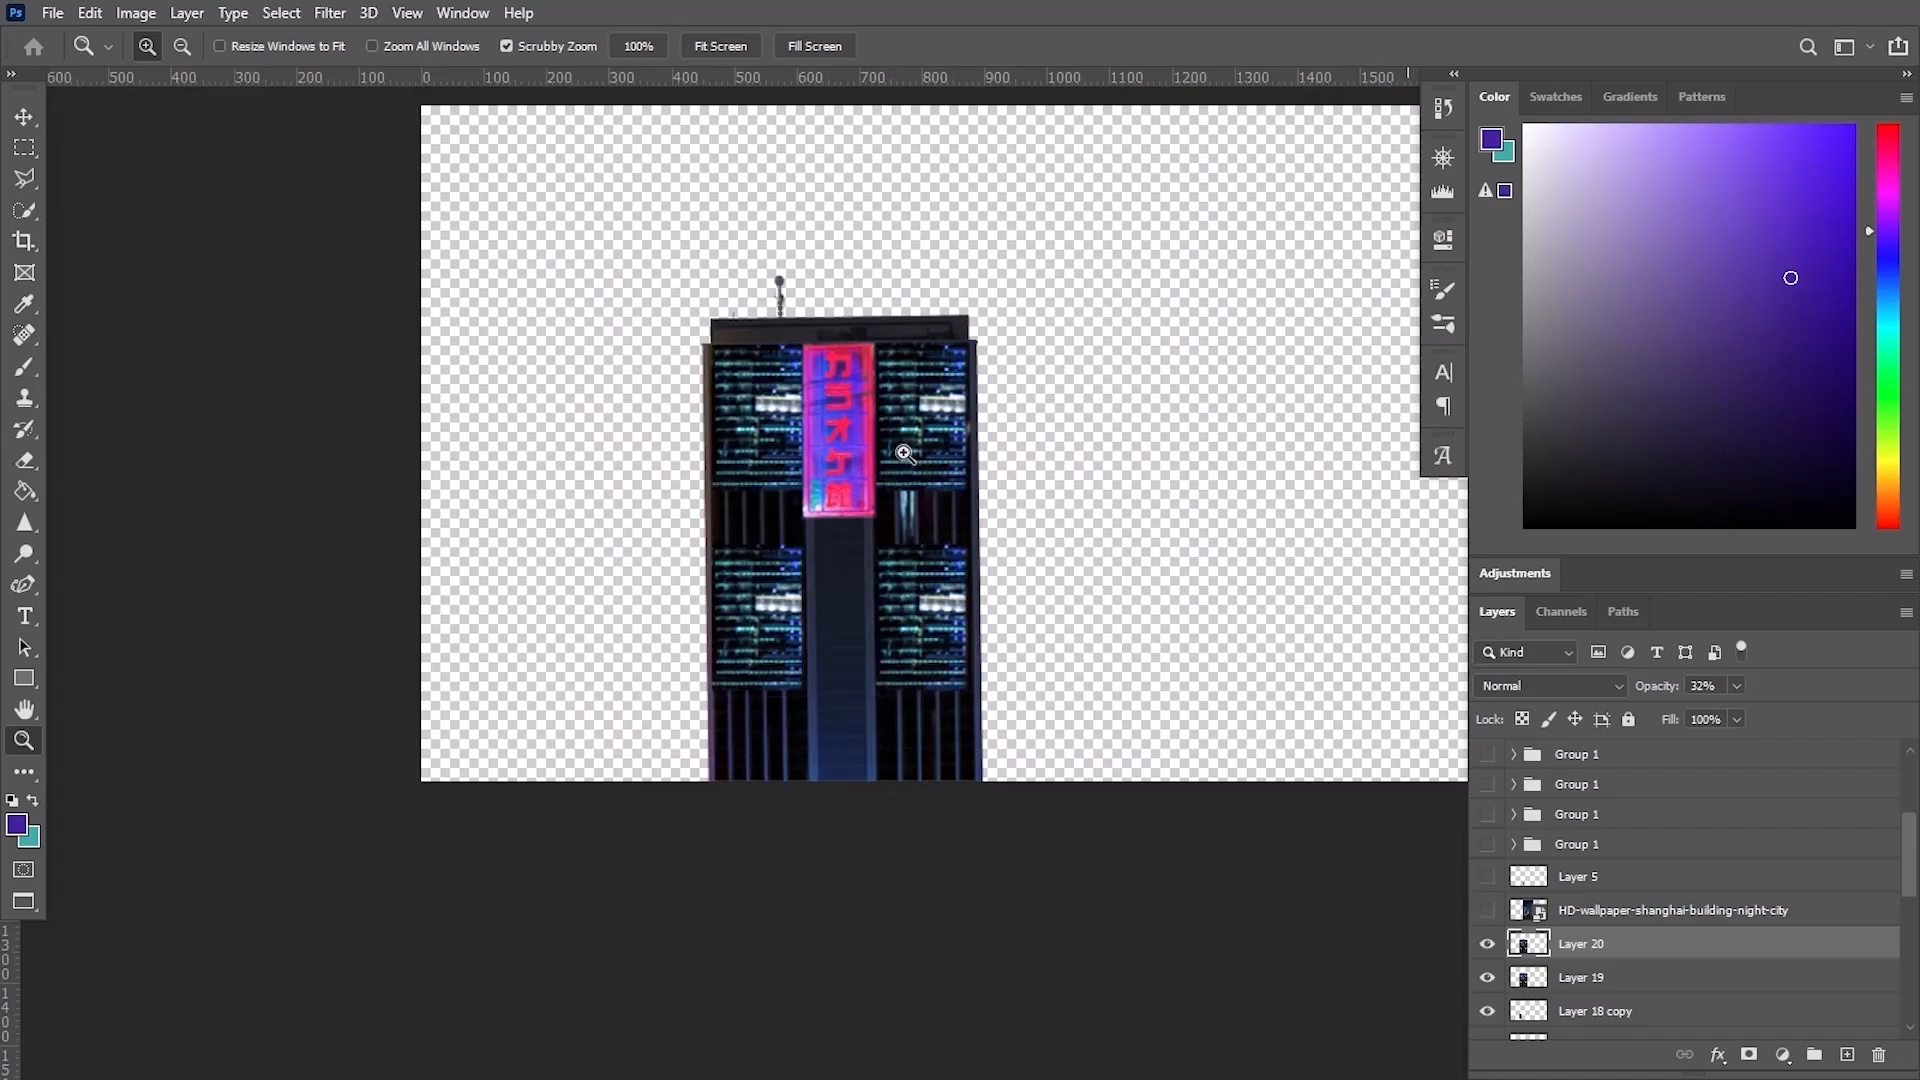 Ps File Edit Image Layer Type Select Filter 3D View Window Help
Resize Windows to Fit Zoom All Windows Scrubby Zoom 100% Fit Screen Fill Screen
600 500 400 300 200 100 0 100 200 300 400 500 600 700 800 900 1000 1100 1200 1300 1400 1500
Color Swatches Gradients Patterns
カラオケ館
Adjustments
Layers Channels Paths
Kind
Normal Opacity: 32%
Lock: Fill: 100%
Group 1
Group 1
Group 1
Group 1
Layer 5
HD-wallpaper-shanghai-building-night-city
Layer 20
Layer 19
Layer 18 copy
1300
1400
15